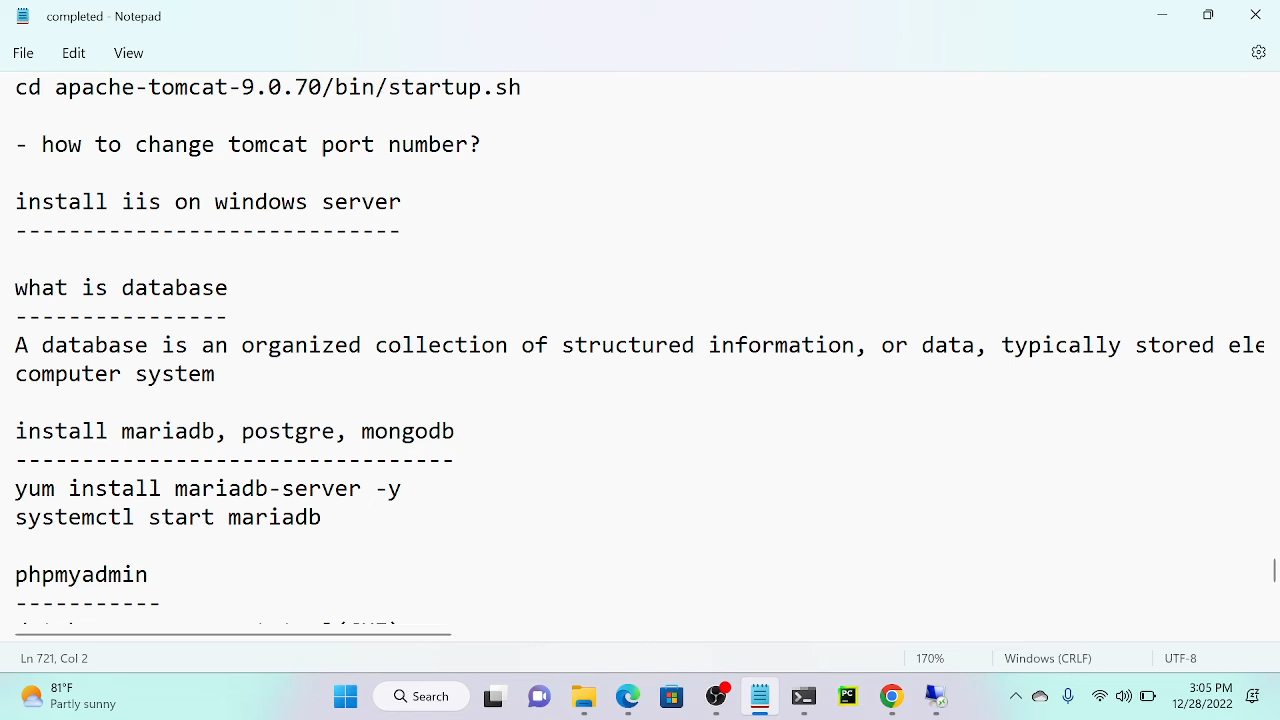 completed - Notepad
File Edit View
cd apache-tomcat-9.0.70/bin/startup.sh
- how to change tomcat port number?
install iis on windows server
-----------------------------
what is database
----------------
A database is an organized collection of structured information, or data, typically stored ele
computer system
install mariadb, postgre, mongodb
---------------------------------
yum install mariadb-server -y
systemctl start mariadb
phpmyadmin
-----------
Ln 721, Col 2 170% Windows (CRLF) UTF-8
81°F
Partly sunny
Search
PC
3:05 PM
12/28/2022